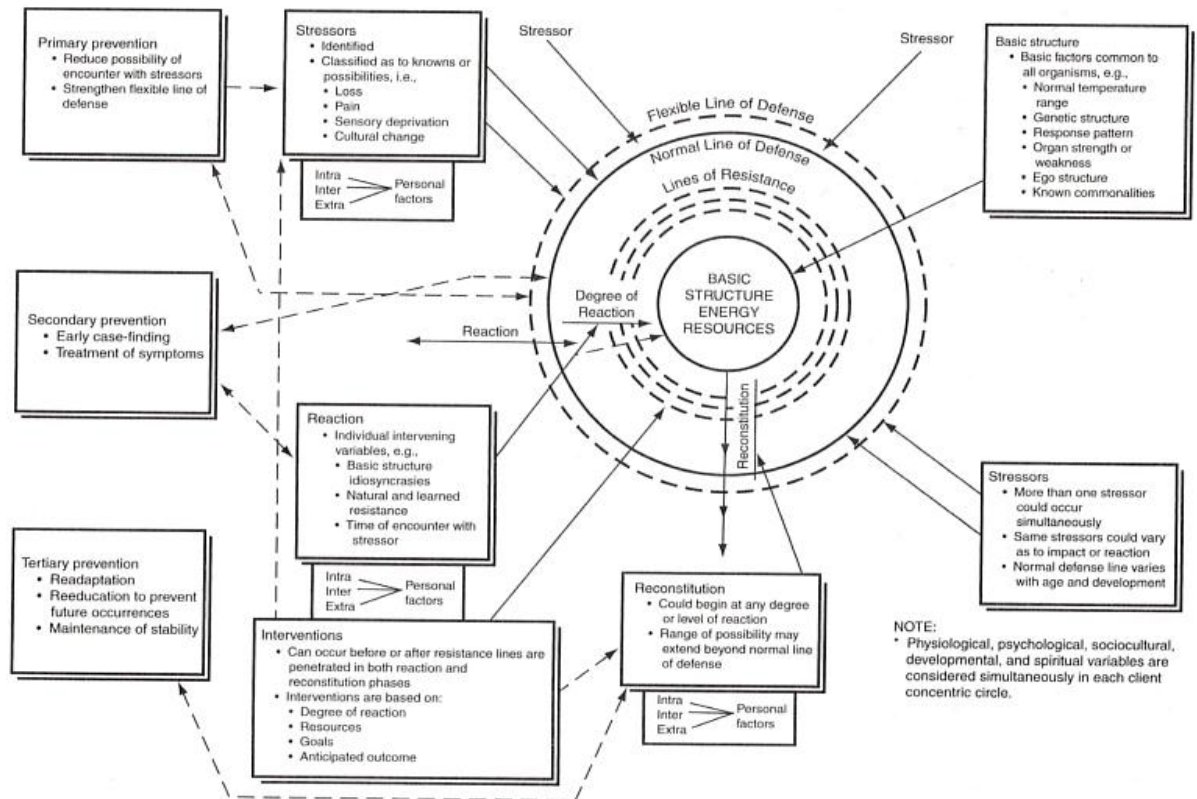 Primary prevention
• Reduce possibility of
encounter with stressors
• Strengthen flexible line of
defense
Stressors
• Identified
• Classified as to knowns or
possibilities, i.e.,
• Loss
• Pain
• Sensory deprivation
• Cultural change
Intra
Inter
Extra
Personal
factors
Stressor
Stressor
Basic structure
• Basic factors common to
all organisms, e.g.,
• Normal temperature
range
• Genetic structure
• Response pattern
• Organ strength or
weakness
• Ego structure
• Known commonalities
Flexible Line of Defense
Normal Line of Defense
Lines of Resistance
BASIC
STRUCTURE
ENERGY
RESOURCES
Degree of
Reaction
Reaction
Reconstitution
Secondary prevention
• Early case-finding
• Treatment of symptoms
Reaction
• Individual intervening
variables, e.g.,
• Basic structure
idiosyncrasies
• Natural and learned
resistance
• Time of encounter with
stressor
Intra
Inter
Extra
Personal
factors
Stressors
• More than one stressor
could occur
simultaneously
• Same stressors could vary
as to impact or reaction
• Normal defense line varies
with age and development
Tertiary prevention
• Readaptation
• Reeducation to prevent
future occurrences
• Maintenance of stability
Interventions
• Can occur before or after resistance lines are
penetrated in both reaction and
reconstitution phases
• Interventions are based on:
• Degree of reaction
• Resources
• Goals
• Anticipated outcome
Reconstitution
• Could begin at any degree
or level of reaction
• Range of possibility may
extend beyond normal line
of defense
Intra
Inter
Extra
Personal
factors
NOTE:
* Physiological, psychological, sociocultural,
developmental, and spiritual variables are
considered simultaneously in each client
concentric circle.